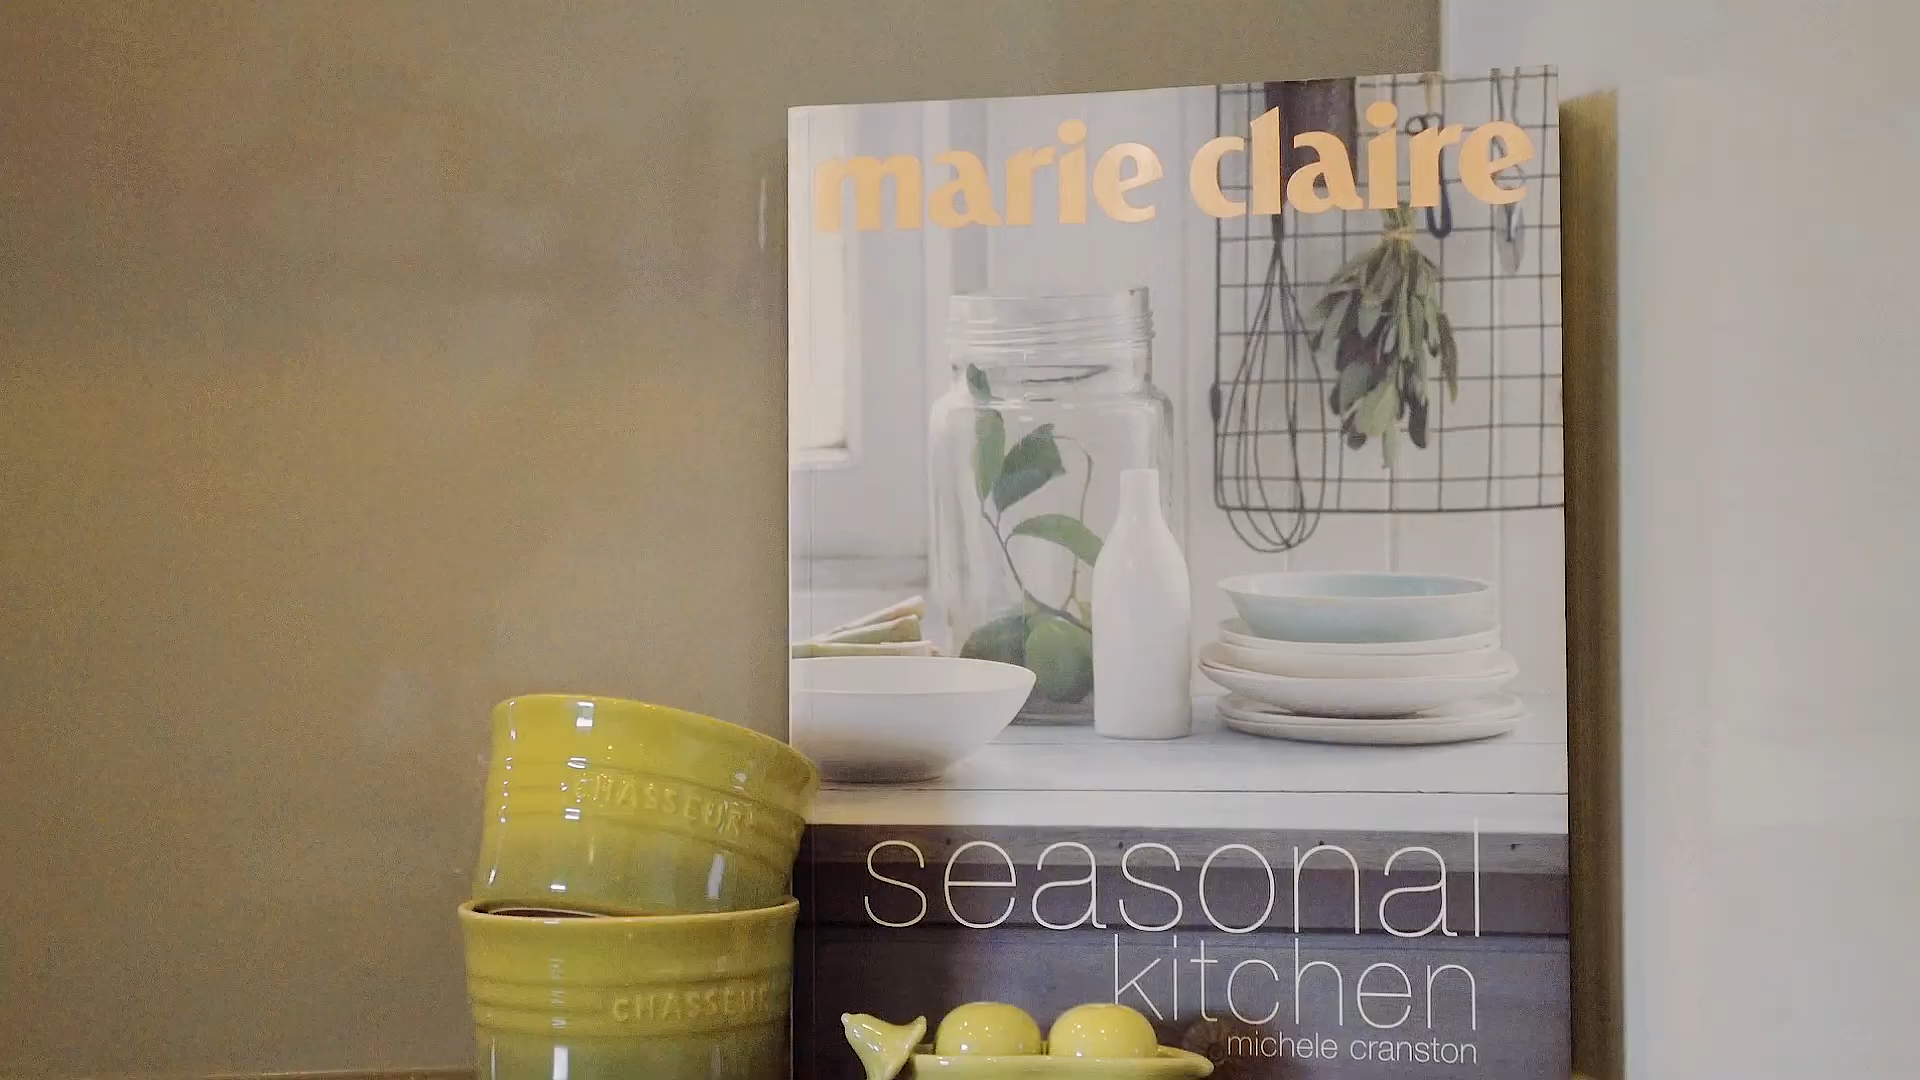 marie claire
CHASSEUR
seasonal
CHASSEUR
kitchen
michele cranston